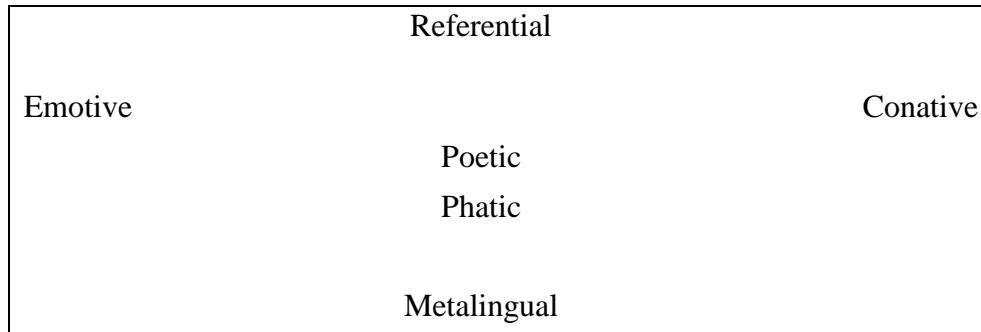 Referential
Emotive Conative
Poetic
Phatic
Metalingual